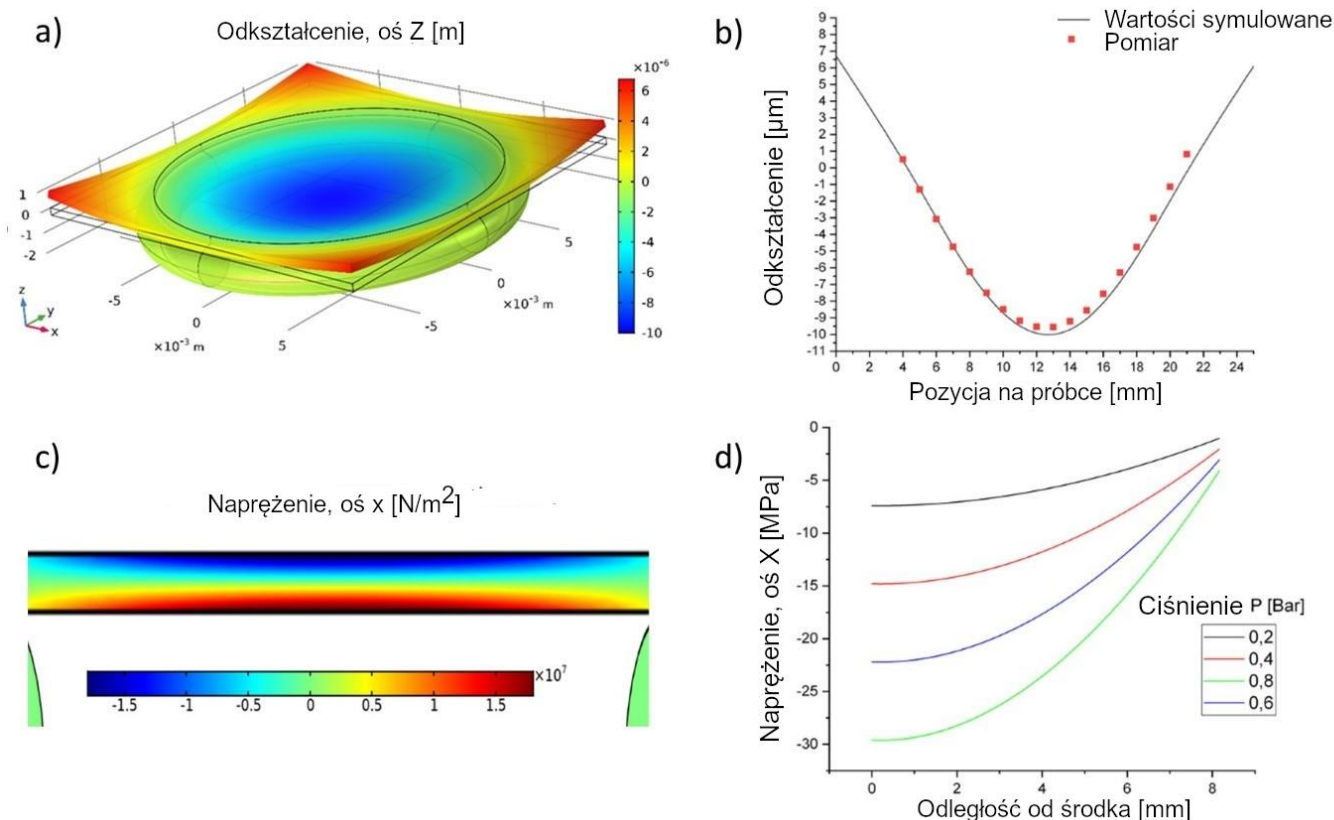 a)
Odkształcenie, oś Z [m]
×10⁻⁶
6
4
2
0
-2
-4
-6
-8
-10
1
0
-1
-2
z
y
x
-5
0
5
×10⁻³ m
5
0
-5
×10⁻³ m
b)
Wartości symulowane
Pomiar
Odkształcenie [µm]
9
8
7
6
5
4
3
2
1
0
-1
-2
-3
-4
-5
-6
-7
-8
-9
-10
-11
0 2 4 6 8 10 12 14 16 18 20 22 24
Pozycja na próbce [mm]
c)
Naprężenie, oś x [N/m²]
×10⁷
-1.5 -1 -0.5 0 0.5 1 1.5
d)
Naprężenie, oś X [MPa]
0
-5
-10
-15
-20
-25
-30
Ciśnienie P [Bar]
0,2
0,4
0,8
0,6
0 2 4 6 8
Odległość od środka [mm]